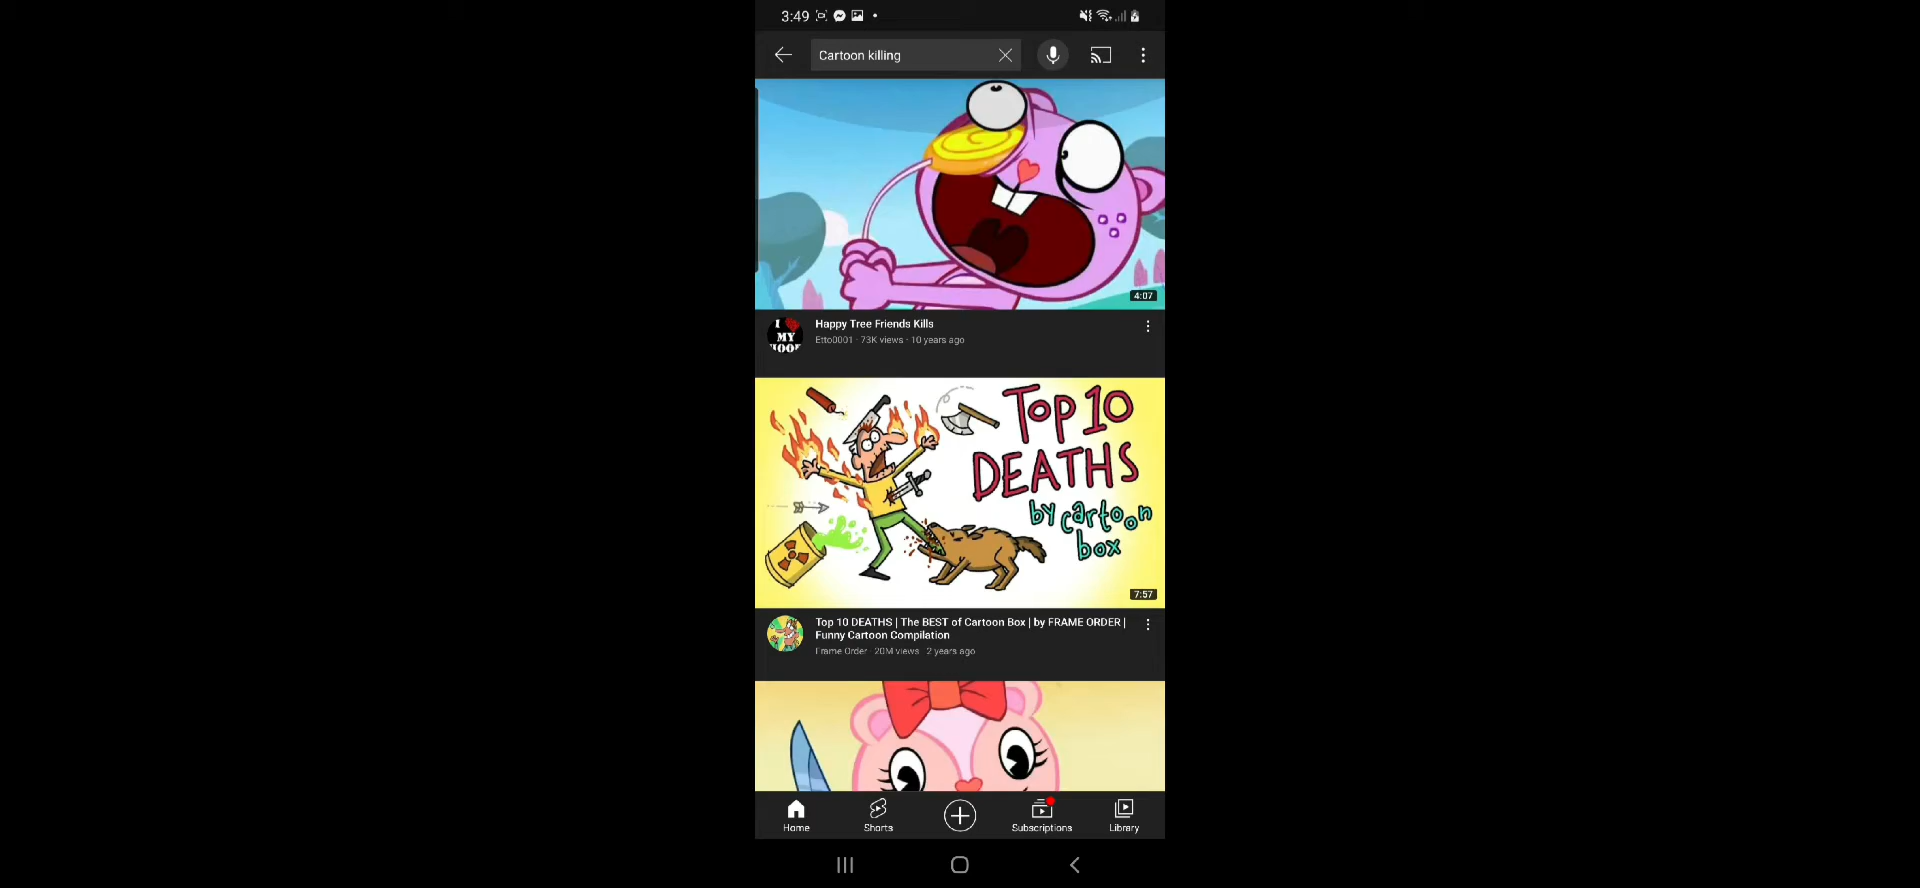 3:49
Cartoon killing
4:07
I
MY
Happy Tree Friends Kills
Etto0001 · 73K views · 10 years ago
TOP 10
DEATHS
by cartoon
box
7:57
Top 10 DEATHS | The BEST of Cartoon Box | by FRAME ORDER |
Funny Cartoon Compilation
Frame Order · 20M views · 2 years ago
Home
Shorts
Subscriptions
Library